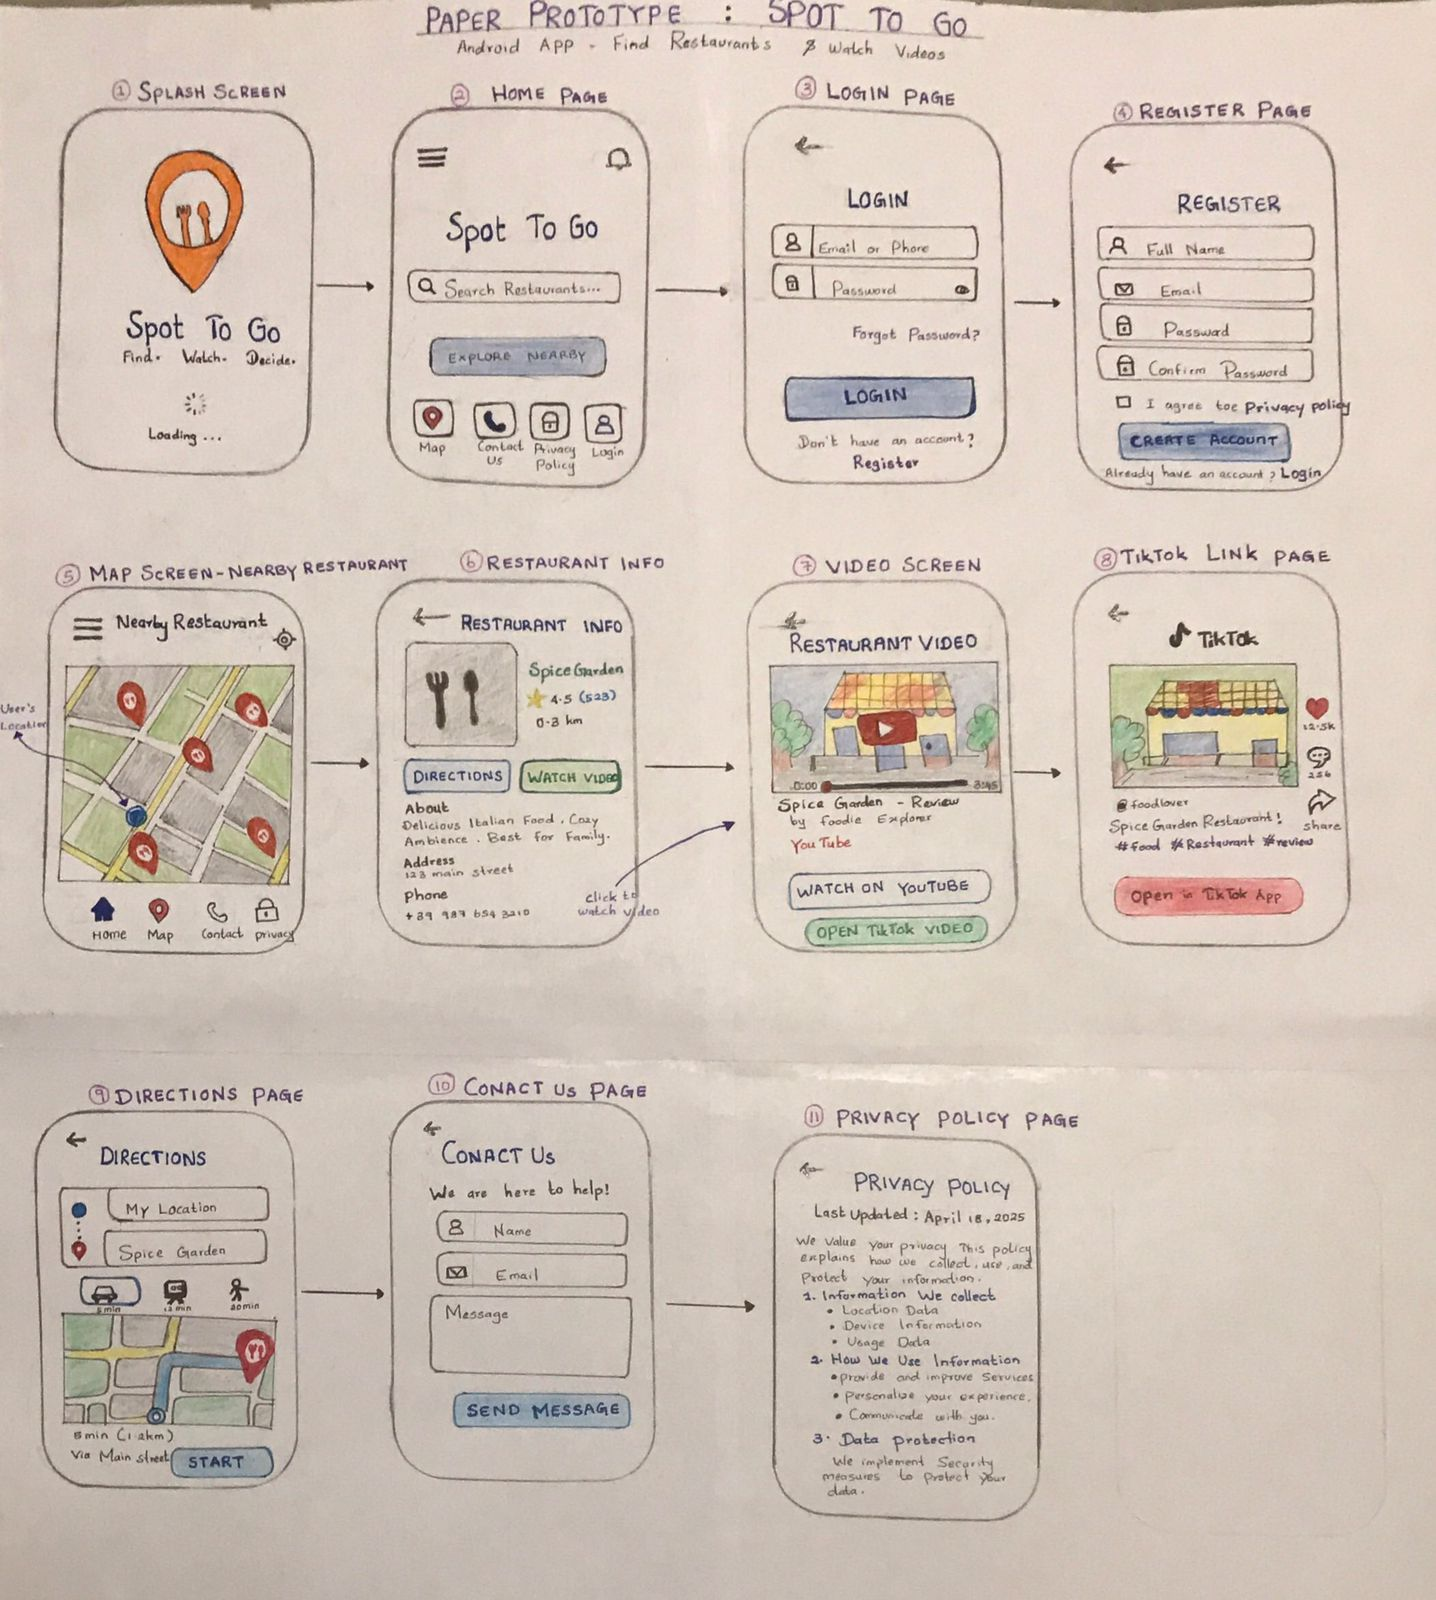 PAPER PROTOTYPE : SPOT TO GO
Android APP - Find Restaurants & Watch Videos
① SPLASH SCREEN
Spot To Go
Find. Watch. Decide.
Loading ...
② HOME PAGE
Spot To Go
Search Restaurants...
EXPLORE NEARBY
Map
Contact Us
Privacy Policy
Login
③ LOGIN PAGE
LOGIN
Email or Phone
Password
Forgot Password?
LOGIN
Don't have an account?
Register
④ REGISTER PAGE
REGISTER
Full Name
Email
Password
Confirm Password
I agree toc Privacy policy
CREATE ACCOUNT
Already have an account ? Login
⑤ MAP SCREEN-NEARBY RESTAURANT
Nearby Restaurant
User's
Location
Home
Map
Contact
privacy
⑥ RESTAURANT INFO
RESTAURANT INFO
Spice Garden
4.5 (523)
0.3 km
DIRECTIONS
WATCH VIDEO
About
Delicious Italian Food. Cozy
Ambience. Best for Family.
Address
123 main street
Phone
+39 987 654 3210
click to
watch video
⑦ VIDEO SCREEN
RESTAURANT VIDEO
0:00
3:45
Spice Garden - Review
by foodie Explorer
YouTube
WATCH ON YOUTUBE
OPEN TikTok VIDEO
⑧ TikTok LINK PAGE
TikTok
12.5k
256
share
@foodlover
Spice Garden Restaurant!
#food #Restaurant #review
Open in TikTok App
⑨ DIRECTIONS PAGE
DIRECTIONS
My Location
Spice Garden
5min
12 min
20min
5min (1.2km)
Via Main street
START
⑩ CONACT US PAGE
CONACT US
We are here to help!
Name
Email
Message
SEND MESSAGE
⑪ PRIVACY POLICY PAGE
PRIVACY POLICY
Last Updated : April 18, 2025
We value your privacy This policy
explains how we collect, use, and
Protect your information.
1. Information We collect
• Location Data
• Device Information
• Usage Data
2. How We Use Information
• provide and improve Services
• personalize your experience.
• Communicate with you.
3. Data protection
We implement Security
measures to protect your
data.